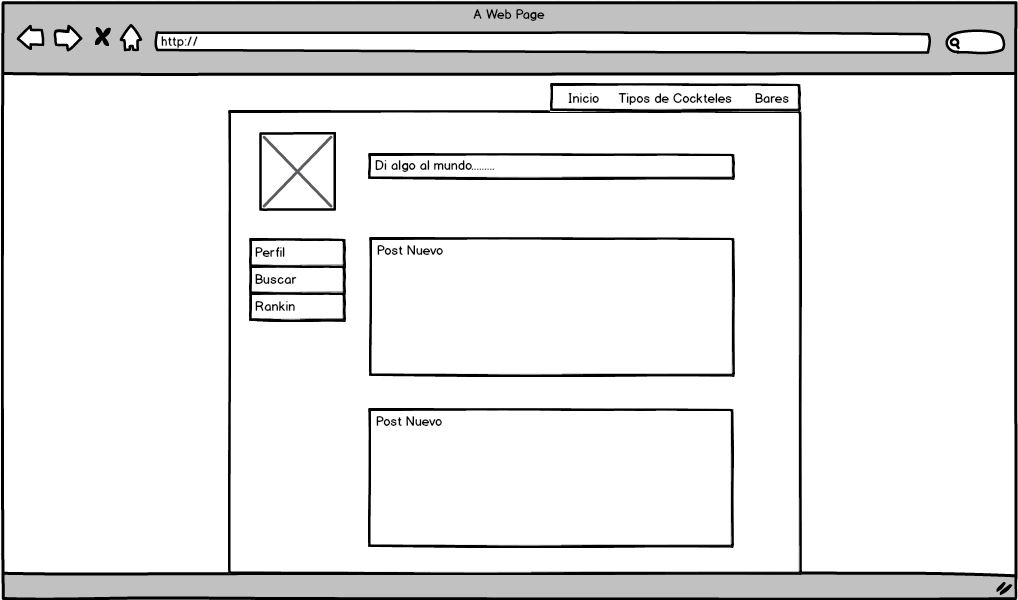 A Web Page
http://
Inicio Tipos de Cockteles Bares
Di algo al mundo.........
Perfil
Buscar
Rankin
Post Nuevo
Post Nuevo